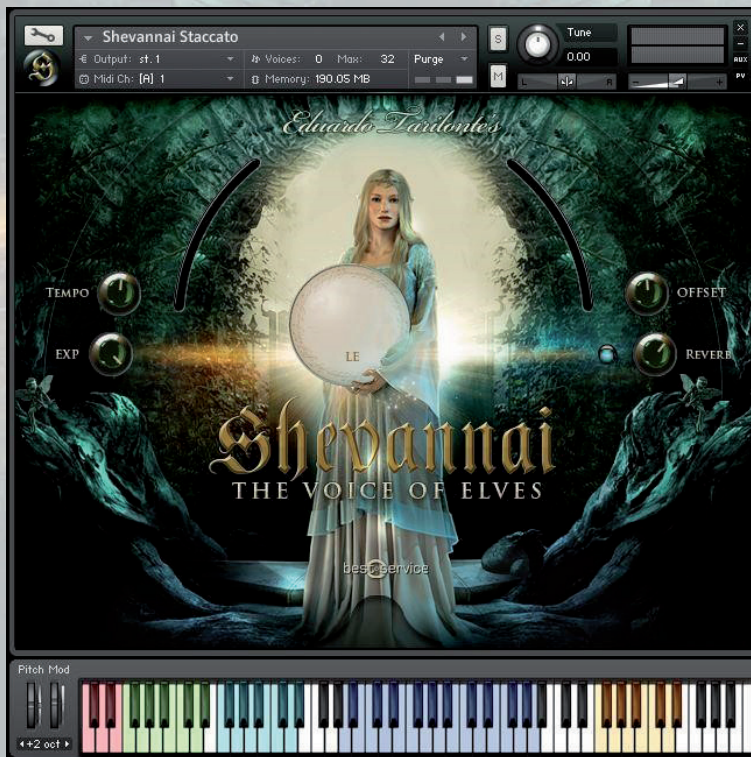 Shevannai Staccato
Output: st.1
Voices: 0 Max: 32 Purge
Midi Ch: [A] 1
Memory: 190.05 MB
S
M
Tune
0.00
L R
- +
×
-
AUX
PV
Eduardo Tarilonte's
TEMPO
OFFSET
EXP
LE
REVERB
Shevannai
THE VOICE OF ELVES
best service
Pitch Mod
+2 oct